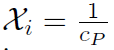 𝒳ᵢ = 1/c_P